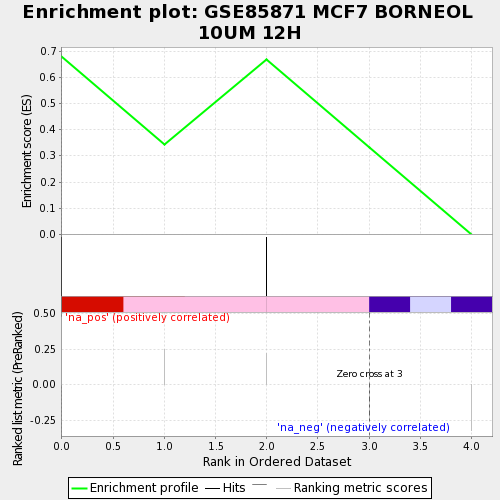 Enrichment plot: GSE85871 MCF7 BORNEOL
10UM 12H
Enrichment score (ES)
0.7
0.6
0.5
0.4
0.3
0.2
0.1
0.0
Ranked list metric (PreRanked)
0.50
0.25
0.00
-0.25
'na_pos' (positively correlated)
Zero cross at 3
'na_neg' (negatively correlated)
0.0 0.5 1.0 1.5 2.0 2.5 3.0 3.5 4.0
Rank in Ordered Dataset
Enrichment profile Hits Ranking metric scores